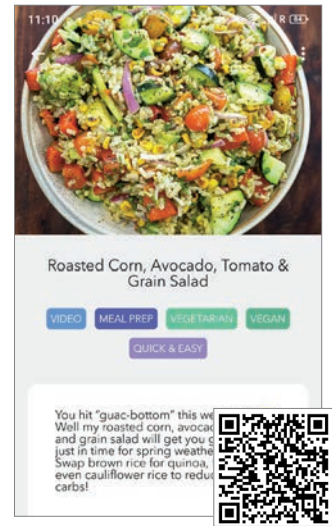 11:10
R 84
Roasted Corn, Avocado, Tomato &
Grain Salad
VIDEO MEAL PREP VEGETARIAN VEGAN
QUICK & EASY
You hit "guac-bottom" this we
Well my roasted corn, avocad
and grain salad will get you g
just in time for spring weathe
Swap brown rice for quinoa,
even cauliflower rice to redu
carbs!